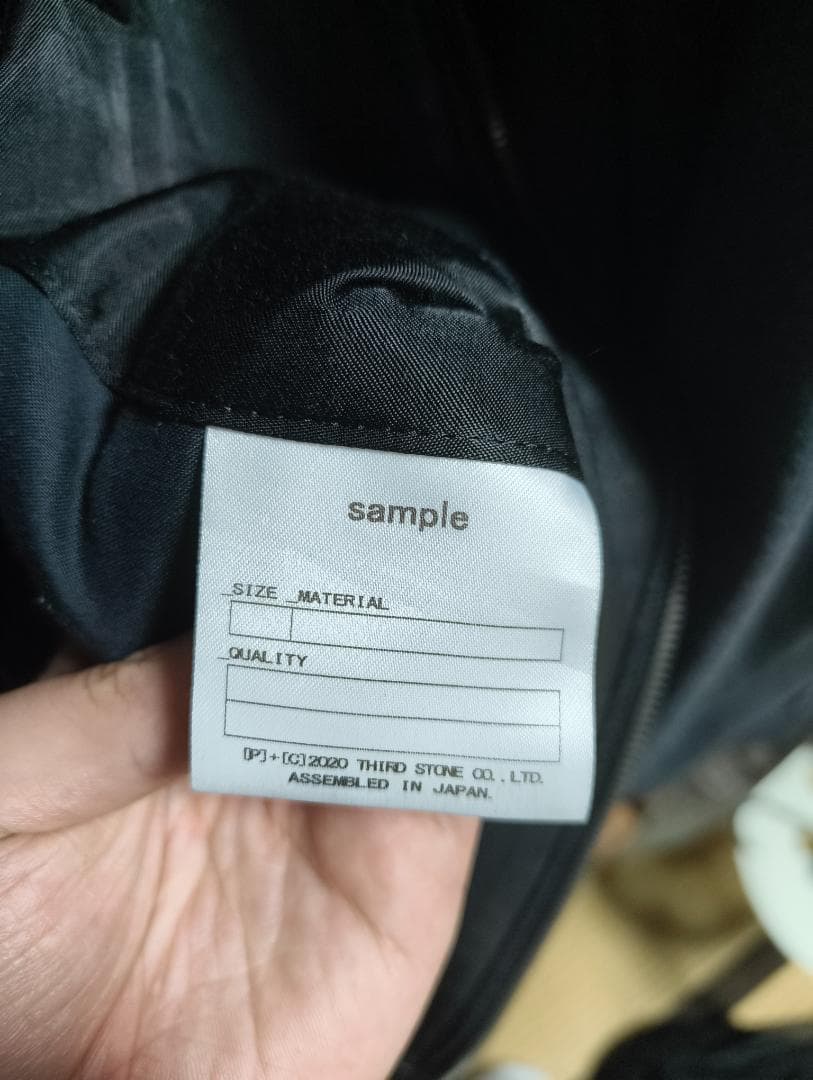 sample
_SIZE _MATERIAL
_QUALITY
[P]+[C]2020 THIRD STONE CO.,LTD.
ASSEMBLED IN JAPAN.